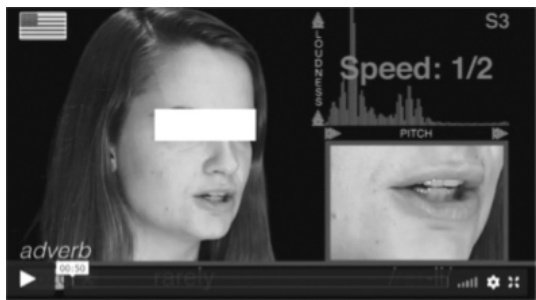 S3
LOUDNESS
Speed: 1/2
PITCH
adverb
00:50
rarely